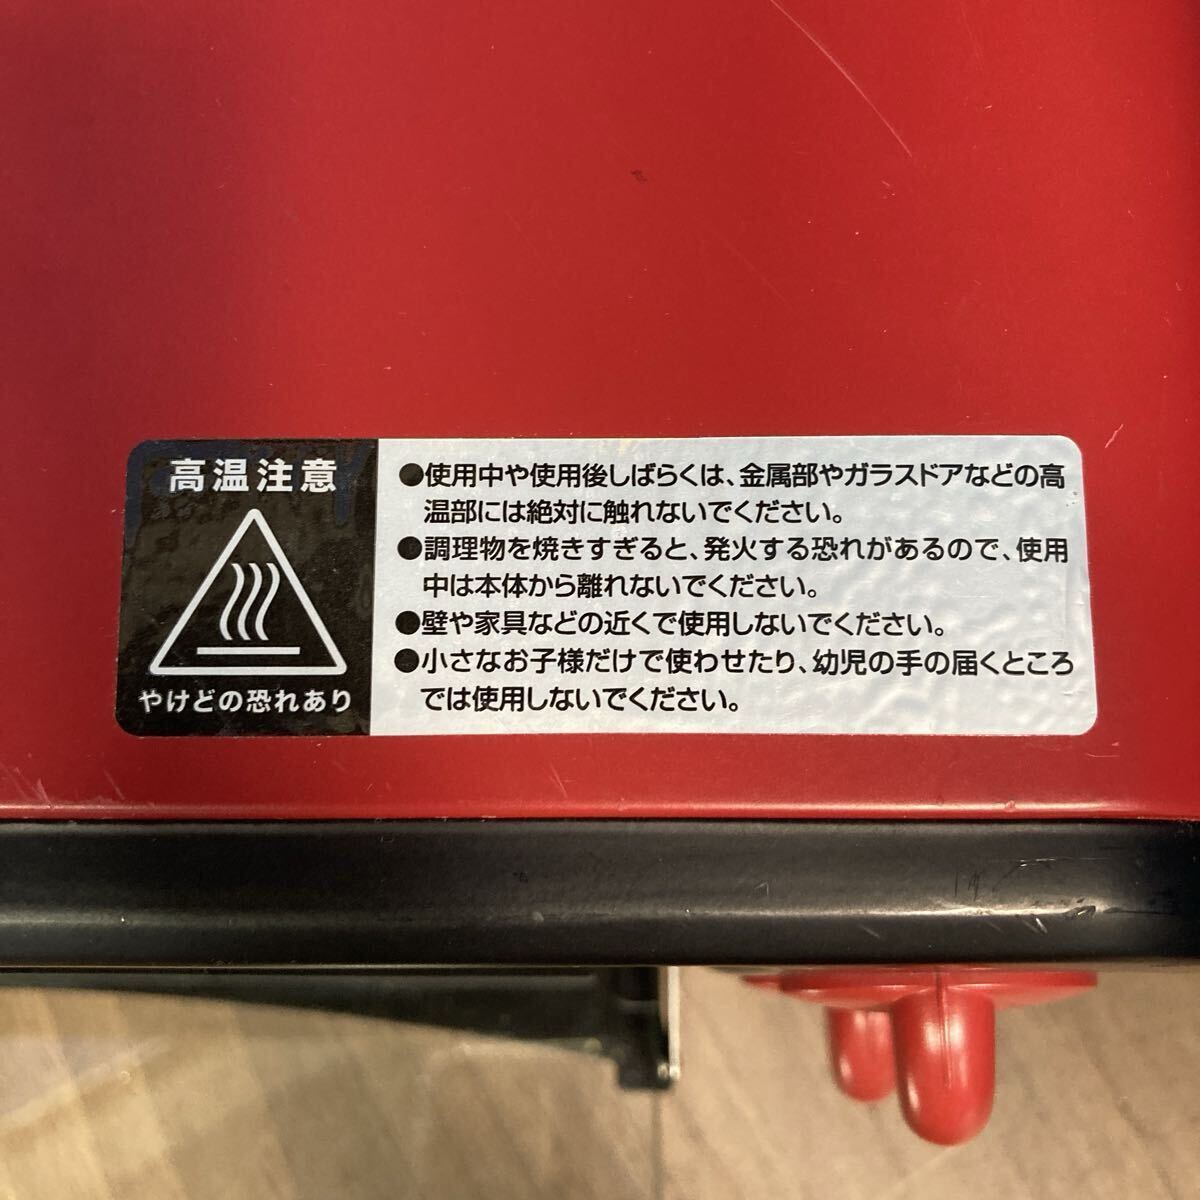 高温注意
やけどの恐れあり
●使用中や使用後しばらくは、金属部やガラスドアなどの高
温部には絶対に触れないでください。
●調理物を焼きすぎると、発火する恐れがあるので、使用
中は本体から離れないでください。
●壁や家具などの近くで使用しないでください。
●小さなお子様だけで使わせたり、幼児の手の届くところ
では使用しないでください。